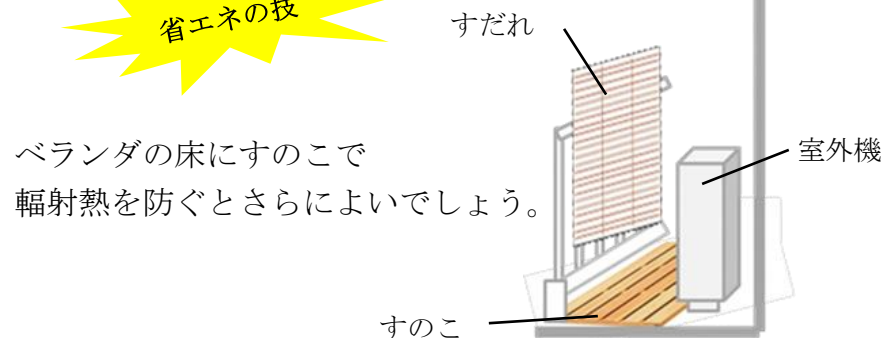 省エネの技
すだれ
室外機
ベランダの床にすのこで
輻射熱を防ぐとさらによいでしょう。
すのこ